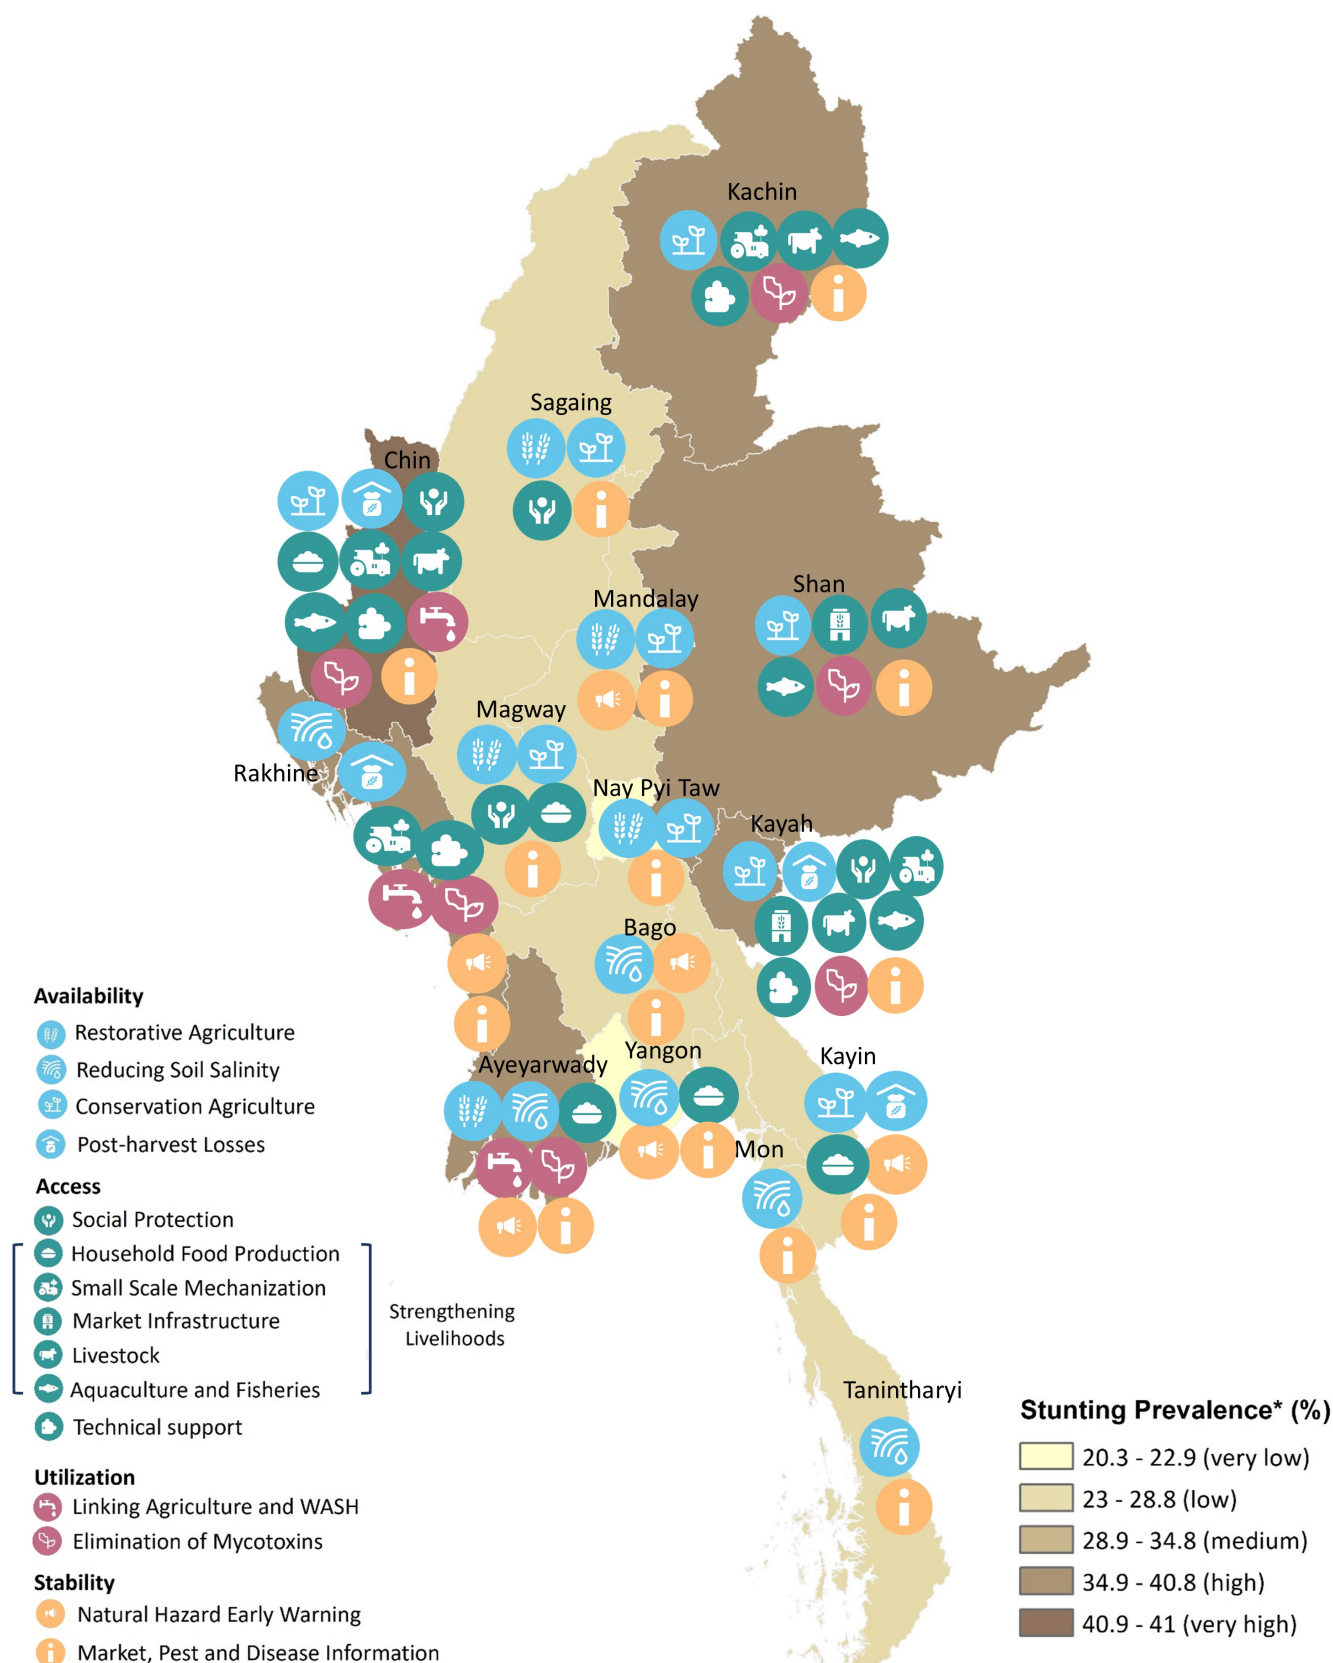 Kachin
Sagaing
Chin
Shan
Mandalay
Magway
Rakhine
Nay Pyi Taw
Kayah
Bago
Yangon
Ayeyarwady
Kayin
Mon
Tanintharyi
Availability
Restorative Agriculture
Reducing Soil Salinity
Conservation Agriculture
Post-harvest Losses
Access
Social Protection
Household Food Production
Small Scale Mechanization
Market Infrastructure
Livestock
Aquaculture and Fisheries
Technical support
Strengthening
Livelihoods
Utilization
Linking Agriculture and WASH
Elimination of Mycotoxins
Stability
Natural Hazard Early Warning
Market, Pest and Disease Information
Stunting Prevalence* (%)
20.3 - 22.9 (very low)
23 - 28.8 (low)
28.9 - 34.8 (medium)
34.9 - 40.8 (high)
40.9 - 41 (very high)